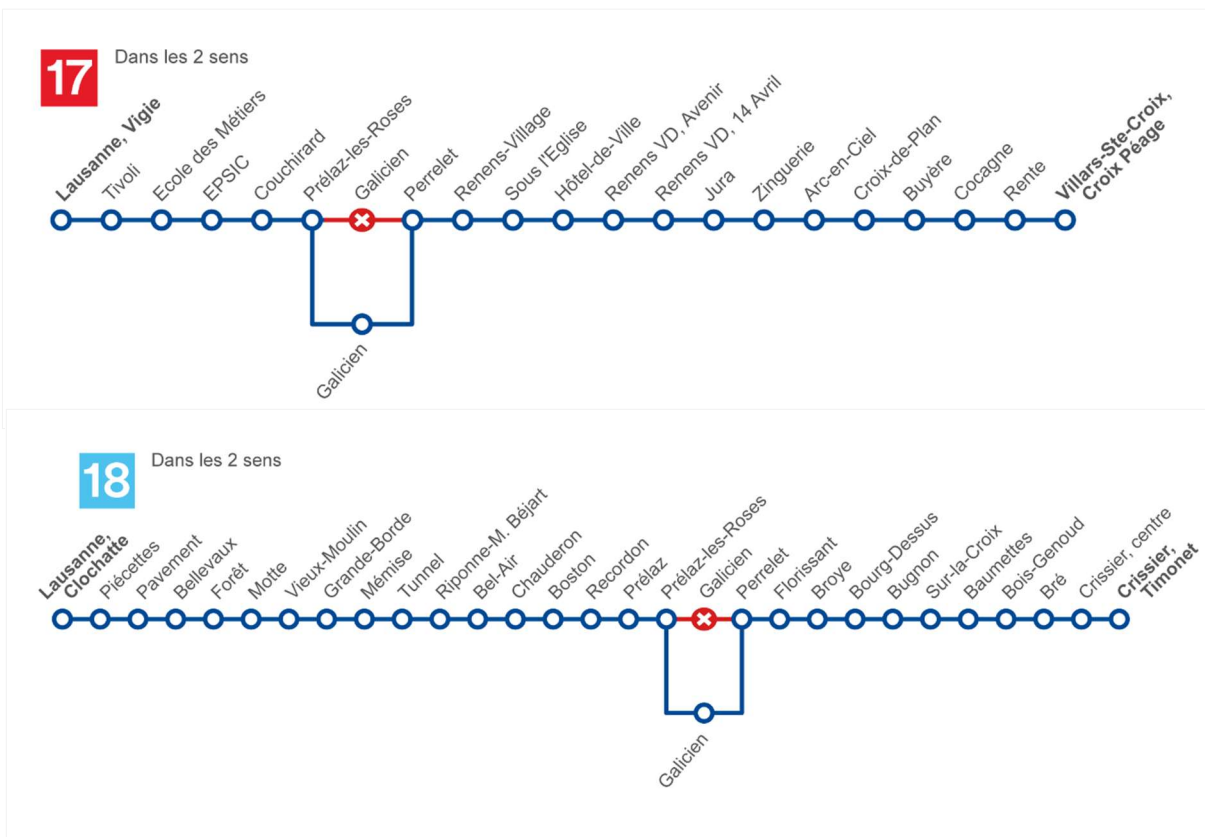 17
Dans les 2 sens
Lausanne, Vigie
Tivoli
Ecole des Métiers
EPSIC
Couchirard
Prélaz-les-Roses
Galicien
Perrelet
Renens-Village
Sous l'Eglise
Hôtel-de-Ville
Renens VD, Avenir
Renens VD, 14 Avril
Jura
Zinguerie
Arc-en-Ciel
Croix-de-Plan
Buyère
Cocagne
Rente
Villars-Ste-Croix,
Croix Péage
Galicien
18
Dans les 2 sens
Lausanne,
Clochatte
Piécettes
Pavement
Bellevaux
Forêt
Motte
Vieux-Moulin
Grande-Borde
Mémise
Tunnel
Riponne-M. Béjart
Bel-Air
Chauderon
Boston
Recordon
Prélaz
Prélaz-les-Roses
Galicien
Perrelet
Florissant
Broye
Bourg-Dessus
Bugnon
Sur-la-Croix
Baumettes
Bois-Genoud
Bré
Crissier, centre
Crissier,
Timonet
Galicien